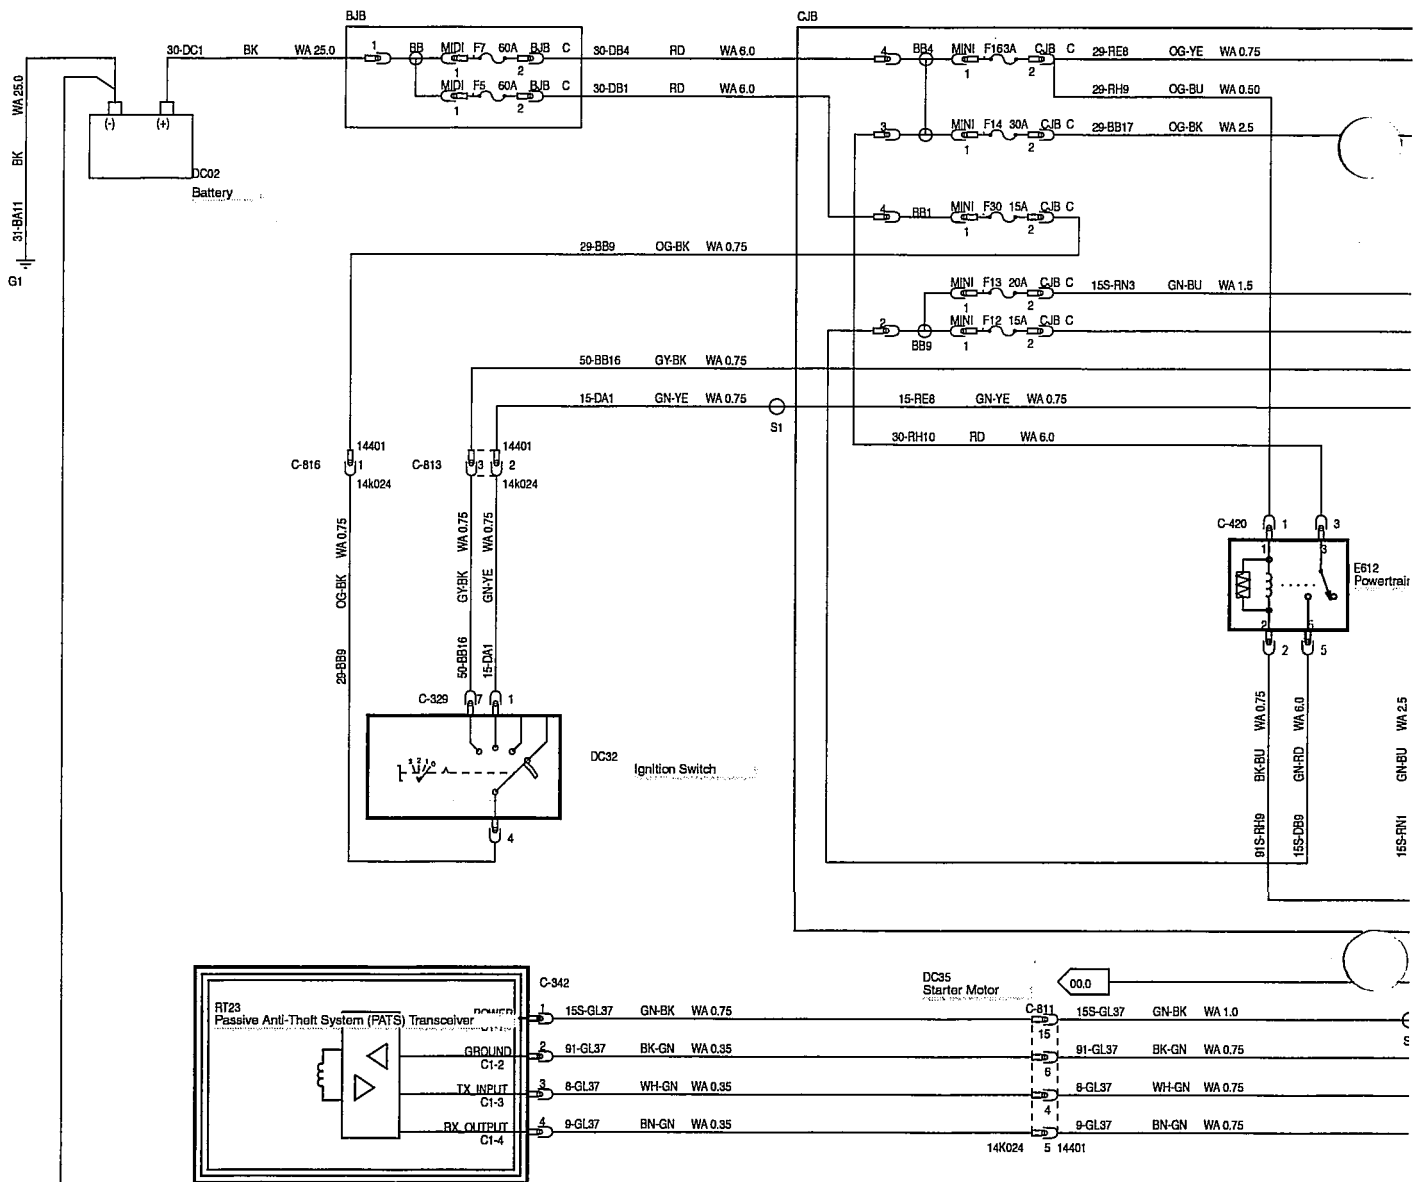 BJB
CJB
30-DC1 BK WA 25.0
1 BB MIDI F7 60A BJB C
1 2
30-DB4 RD WA 6.0
4 BB4 MINI F163A CJB C
1 2
29-RE8 OG-YE WA 0.75
MIDI F5 60A BJB C
1 2
30-DB1 RD WA 6.0
29-RH9 OG-BU WA 0.50
3 MINI F14 30A CJB C
1 2
29-BB17 OG-BK WA 2.5
1
(-) (+)
DC02
Battery
31-BA11 BK WA 25.0
G1
4 BB1 MINI F30 15A CJB C
1 2
29-BB9 OG-BK WA 0.75
MINI F13 20A CJB C
1 2
15S-RN3 GN-BU WA 1.5
2 BB9 MINI F12 15A CJB C
1 2
50-BB16 GY-BK WA 0.75
15-DA1 GN-YE WA 0.75
S1
15-RE8 GN-YE WA 0.75
30-RH10 RD WA 6.0
C-816 1 14401
14k024
C-813 3 2 14401
14k024
29-BB9 OG-BK WA 0.75
50-BB16 GY-BK WA 0.75
15-DA1 GN-YE WA 0.75
C-420 1 3
1 3
E612
Powertrain
2 5
2 5
91S-RH9 BK-BU WA 0.75
15S-DB9 GN-RD WA 6.0
15S-RN1 GN-BU WA 2.5
C-329 7 1
3 2 1 0
DC32
Ignition Switch
4
DC35
Starter Motor
00.0
C-342
RT23
Passive Anti-Theft System (PATS) Transceiver
POWER
1 15S-GL37 GN-BK WA 0.75
C-811
15
15S-GL37 GN-BK WA 1.0
S
GROUND
C1-2
2 91-GL37 BK-GN WA 0.35
6
91-GL37 BK-GN WA 0.75
TX_INPUT
C1-3
3 8-GL37 WH-GN WA 0.35
4
8-GL37 WH-GN WA 0.75
RX_OUTPUT
C1-4
4 9-GL37 BN-GN WA 0.35
9-GL37 BN-GN WA 0.75
14K024 5 14401